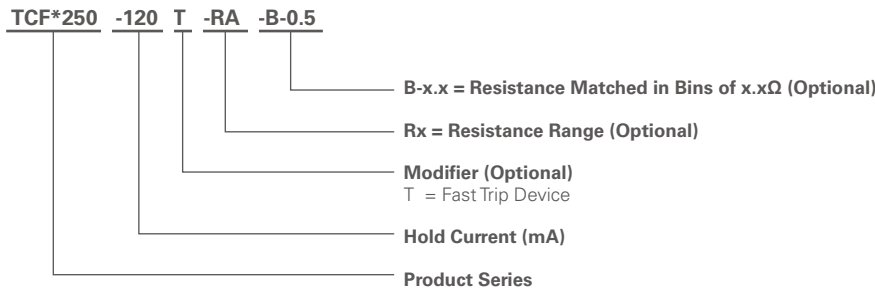 TCF*250 -120 T -RA -B-0.5
B-x.x = Resistance Matched in Bins of x.xΩ (Optional)
Rx = Resistance Range (Optional)
Modifier (Optional)
T = Fast Trip Device
Hold Current (mA)
Product Series